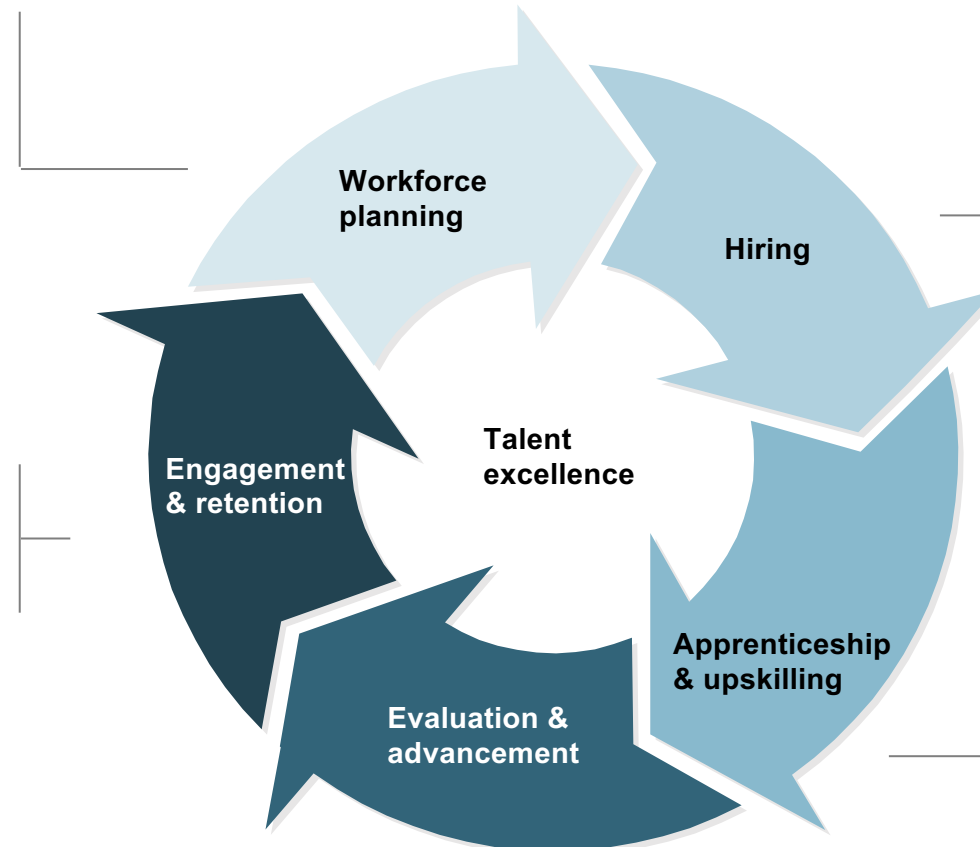 Workforce
planning
Hiring
Talent
excellence
Engagement
& retention
Apprenticeship
& upskilling
Evaluation &
advancement